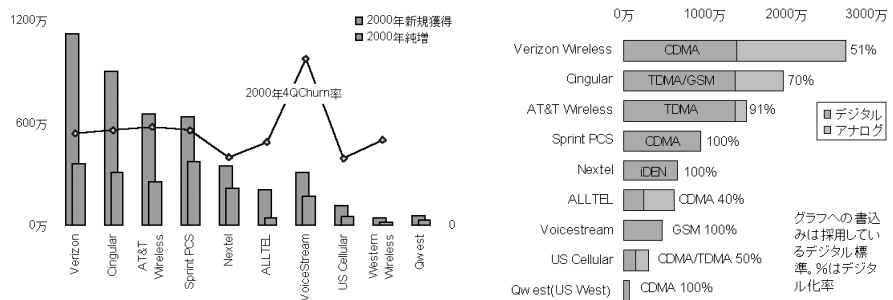 1200万
600万
0万
0
2000年新規獲得
2000年純増
2000年4QChurn率
Verizon
Cingular
AT&T
Wireless
Sprint PCS
Nextel
ALLTEL
VoiceStream
US Cellular
Western
Wireless
Qwest
0万 1000万 2000万 3000万
Verizon Wireless CDMA 51%
Cingular TDMA/GSM 70%
AT&T Wireless TDMA 91%
Sprint PCS CDMA 100%
Nextel iDEN 100%
ALLTEL CDMA 40%
Voicestream GSM 100%
US Cellular CDMA/TDMA 50%
Qwest(US West) CDMA 100%
デジタル
アナログ
グラフへの書込
みは採用してい
るデジタル標
準。%はデジタ
ル化率